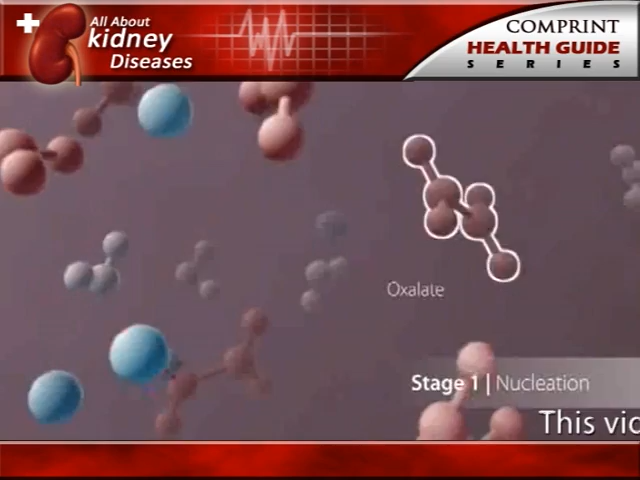 All About
kidney
Diseases
COMPRINT
HEALTH GUIDE
SERIES
Oxalate
Stage 1 | Nucleation
This vid